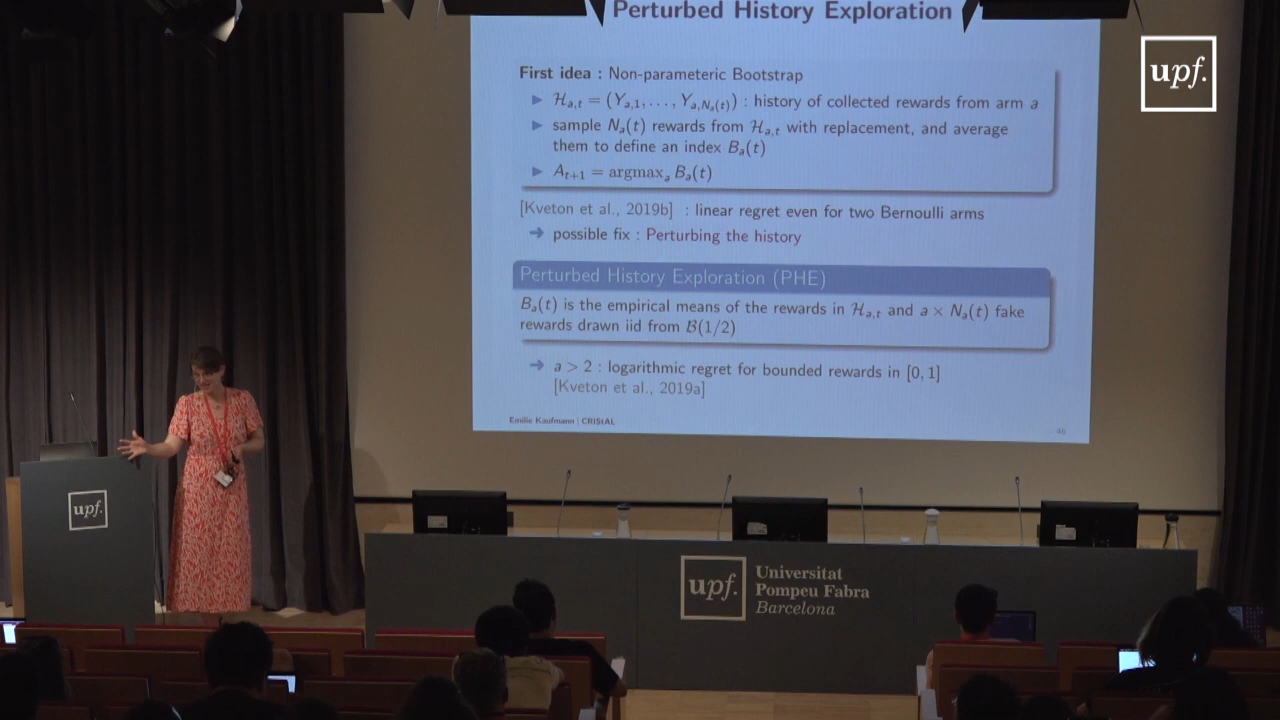 Perturbed History Exploration
upf.
First idea : Non-parameteric Bootstrap
► ℋa,t = (Ya,1, . . . , Ya,Na(t)) : history of collected rewards from arm a
► sample Na(t) rewards from ℋa,t with replacement, and average
them to define an index Ba(t)
► At+1 = argmaxa Ba(t)
[Kveton et al., 2019b] : linear regret even for two Bernoulli arms
➔ possible fix : Perturbing the history
Perturbed History Exploration (PHE)
Ba(t) is the empirical means of the rewards in ℋa,t and a × Na(t) fake
rewards drawn iid from ℬ(1/2)
➔ a > 2 : logarithmic regret for bounded rewards in [0, 1]
[Kveton et al., 2019a]
Emilie Kaufmann | CRIStAL
46
upf.
upf.
Universitat
Pompeu Fabra
Barcelona